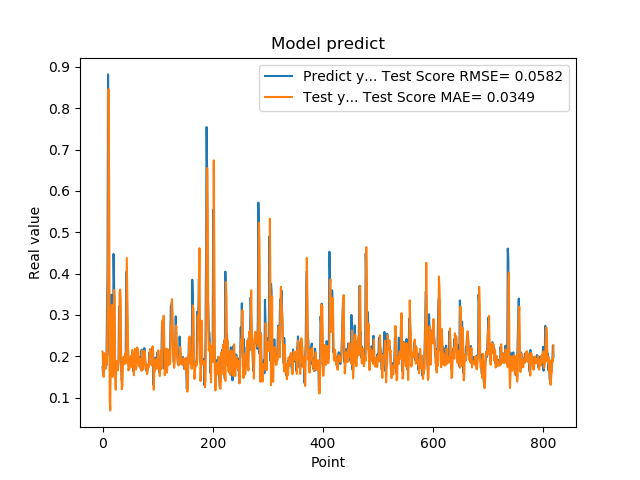 Model predict
Predict y... Test Score RMSE= 0.0582
Test y... Test Score MAE= 0.0349
Real value
0.9
0.8
0.7
0.6
0.5
0.4
0.3
0.2
0.1
0
200
400
600
800
Point